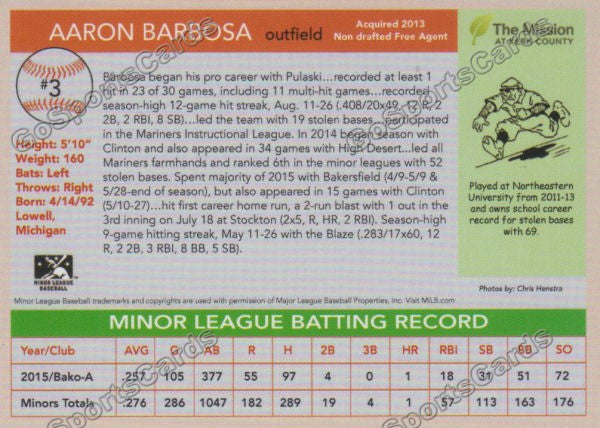 AARON BARBOSA outfield
Acquired 2013
Non drafted Free Agent
The Mission
AT KERN COUNTY
#3
Height: 5'10"
Weight: 160
Bats: Left
Throws: Right
Born: 4/14/92
Lowell,
Michigan
MINOR LEAGUE
BASEBALL
Barbosa began his pro career with Pulaski...recorded at least 1
hit in 23 of 30 games, including 11 multi-hit games...recorded
season-high 12-game hit streak, Aug. 11-26 (.408/20x49, 12 R, 2
2B, 2 RBI, 8 SB)...led the team with 19 stolen bases...participated
in the Mariners Instructional League. In 2014 began season with
Clinton and also appeared in 34 games with High Desert...led all
Mariners farmhands and ranked 6th in the minor leagues with 52
stolen bases. Spent majority of 2015 with Bakersfield (4/9-5/9 &
5/28-end of season), but also appeared in 15 games with Clinton
(5/10-27)...hit first career home run, a 2-run blast with 1 out in the
3rd inning on July 18 at Stockton (2x5, R, HR, 2 RBI). Season-high
9-game hitting streak, May 11-26 with the Blaze (.283/17x60, 12
R, 2 2B, 3 RBI, 8 BB, 5 SB).
Played at Northeastern
University from 2011-13
and owns school career
record for stolen bases
with 69.
Photos by: Chris Henstra
Minor League Baseball trademarks and copyrights are used with permission of Major League Baseball Properties, Inc. Visit MiLB.com
MINOR LEAGUE BATTING RECORD
Year/Club AVG G AB R H 2B 3B HR RBI SB BB SO
2015/Bako-A .257 105 377 55 97 4 0 1 18 31 51 72
Minors Totals .276 286 1047 182 289 19 4 1 57 113 163 176
GoSportsCards
GoSportsCards
GoSportsCards
GoSportsCards